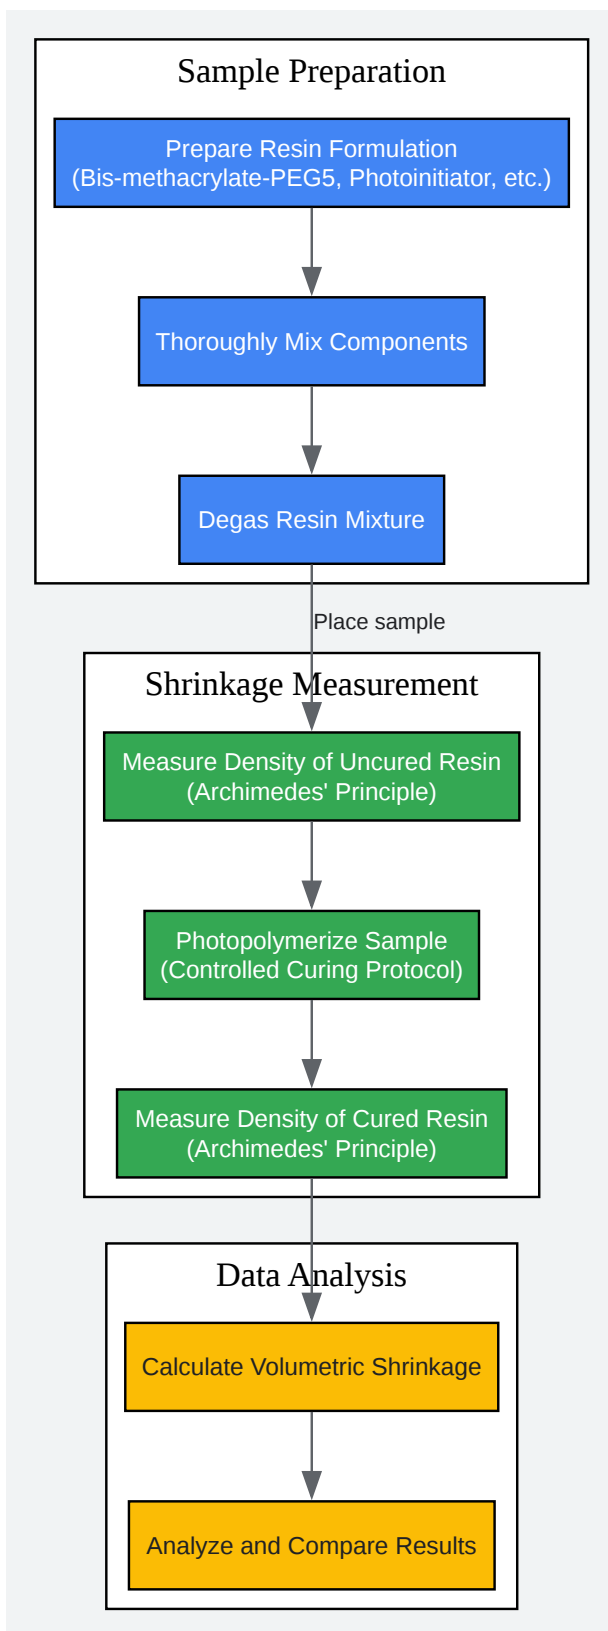 Sample Preparation
Prepare Resin Formulation
(Bis-methacrylate-PEG5, Photoinitiator, etc.)
Thoroughly Mix Components
Degas Resin Mixture
Place sample
Shrinkage Measurement
Measure Density of Uncured Resin
(Archimedes' Principle)
Photopolymerize Sample
(Controlled Curing Protocol)
Measure Density of Cured Resin
(Archimedes' Principle)
Data Analysis
Calculate Volumetric Shrinkage
Analyze and Compare Results